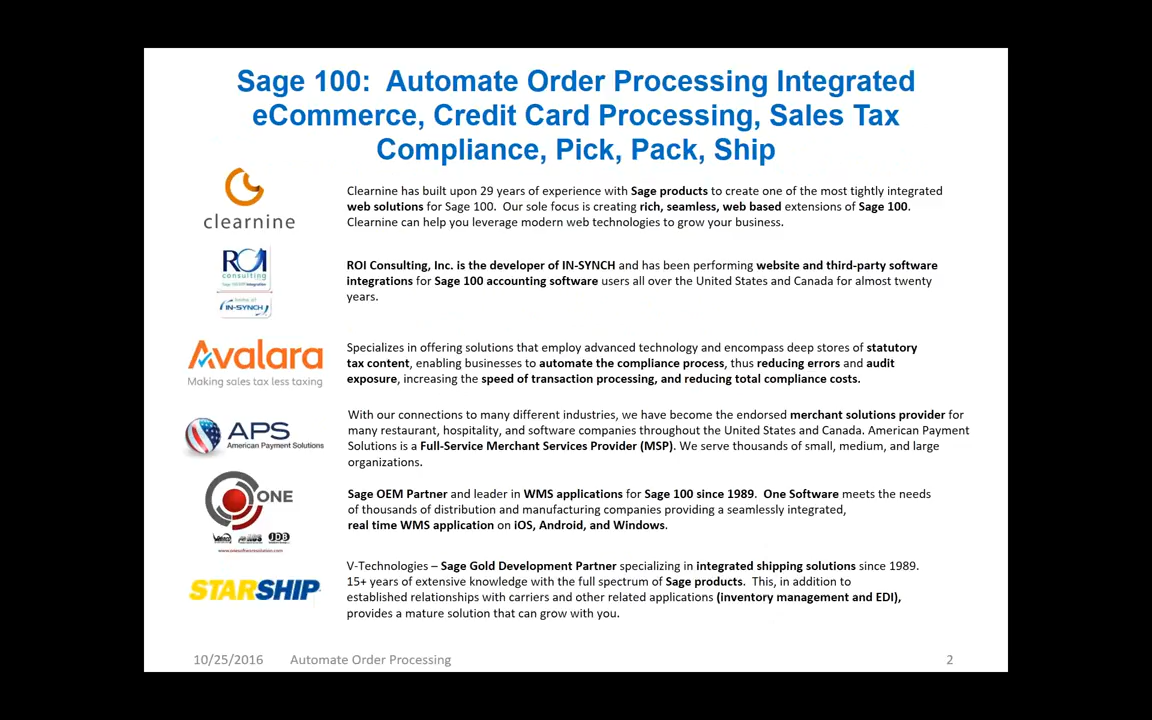 Sage 100:  Automate Order Processing Integrated
eCommerce, Credit Card Processing, Sales Tax
Compliance, Pick, Pack, Ship
clearnine
Clearnine has built upon 29 years of experience with Sage products to create one of the most tightly integrated
web solutions for Sage 100.  Our sole focus is creating rich, seamless, web based extensions of Sage 100.
Clearnine can help you leverage modern web technologies to grow your business.
ROI
consulting
IN-SYNCH
ROI Consulting, Inc. is the developer of IN-SYNCH and has been performing website and third-party software
integrations for Sage 100 accounting software users all over the United States and Canada for almost twenty
years.
Avalara
Making sales tax less taxing
Specializes in offering solutions that employ advanced technology and encompass deep stores of statutory
tax content, enabling businesses to automate the compliance process, thus reducing errors and audit
exposure, increasing the speed of transaction processing, and reducing total compliance costs.
APS
American Payment Solutions
With our connections to many different industries, we have become the endorsed merchant solutions provider for
many restaurant, hospitality, and software companies throughout the United States and Canada. American Payment
Solutions is a Full-Service Merchant Services Provider (MSP). We serve thousands of small, medium, and large
organizations.
ONE
JDB
www.onesoftwaresolution.com
Sage OEM Partner and leader in WMS applications for Sage 100 since 1989.  One Software meets the needs
of thousands of distribution and manufacturing companies providing a seamlessly integrated,
real time WMS application on iOS, Android, and Windows.
STARSHIP
V-Technologies – Sage Gold Development Partner specializing in integrated shipping solutions since 1989.
15+ years of extensive knowledge with the full spectrum of Sage products.  This, in addition to
established relationships with carriers and other related applications (inventory management and EDI),
provides a mature solution that can grow with you.
10/25/2016 Automate Order Processing 2